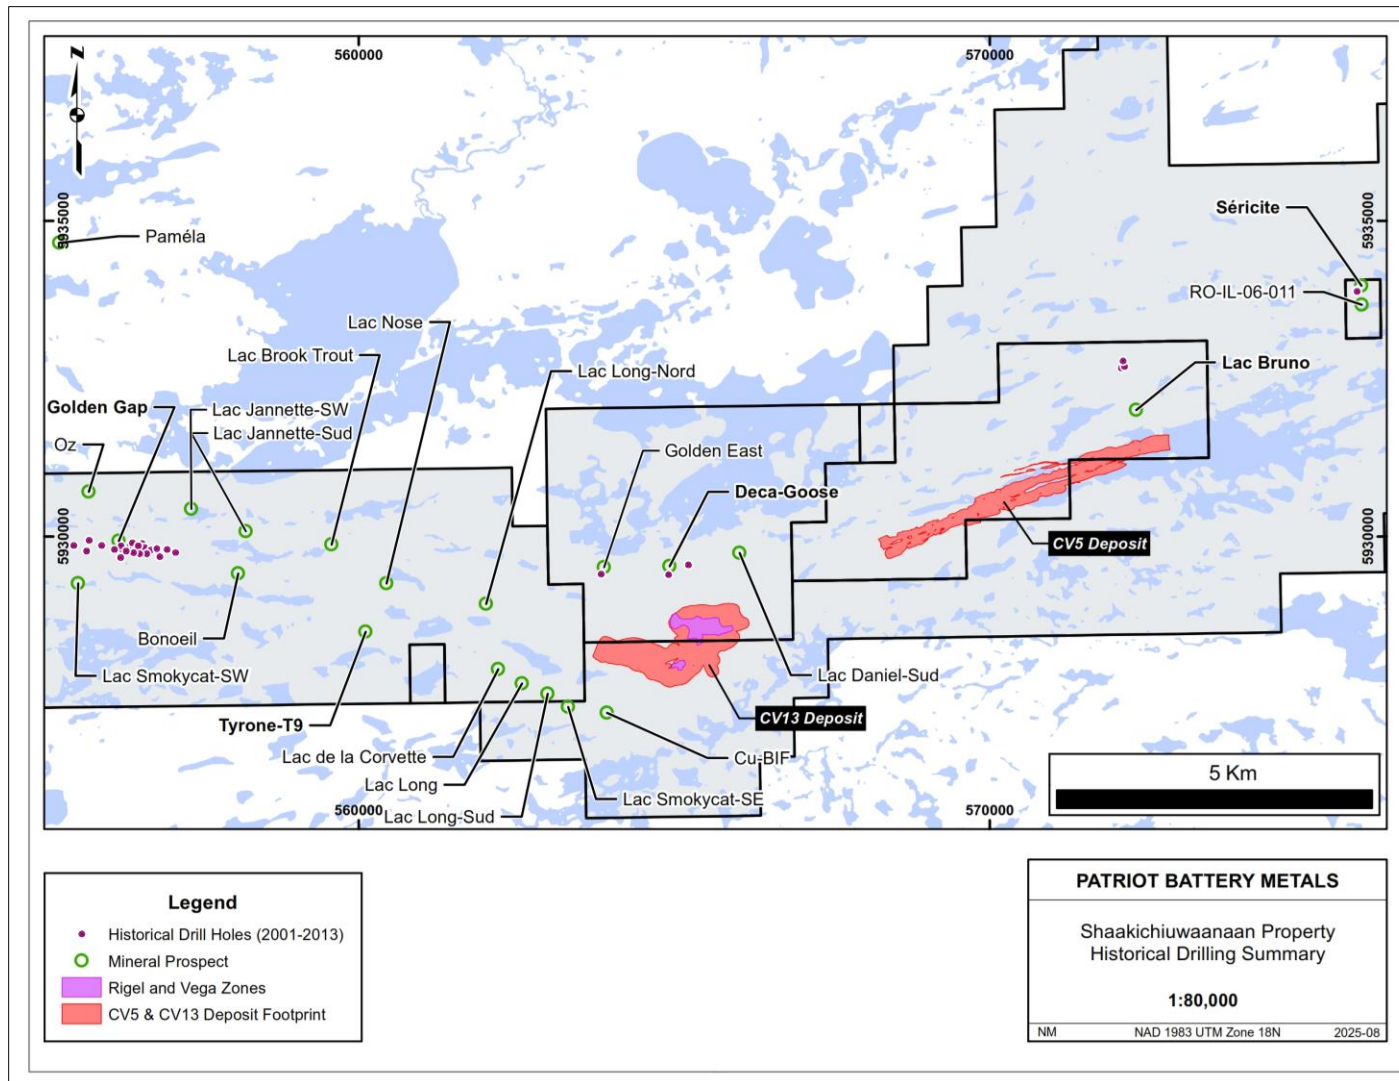 560000
570000
N
5935000
5935000
Séricite
Paméla
RO-IL-06-011
Lac Nose
Lac Brook Trout
Lac Bruno
Lac Long-Nord
Golden Gap
Lac Jannette-SW
Lac Jannette-Sud
Oz
Golden East
Deca-Goose
5930000
5930000
CV5 Deposit
Bonoeil
Lac Smokycat-SW
Lac Daniel-Sud
Tyrone-T9
CV13 Deposit
Lac de la Corvette
Cu-BIF
Lac Long
Lac Smokycat-SE
Lac Long-Sud
560000
570000
5 Km
Legend
Historical Drill Holes (2001-2013)
Mineral Prospect
Rigel and Vega Zones
CV5 & CV13 Deposit Footprint
PATRIOT BATTERY METALS
Shaakichiuwaanaan Property
Historical Drilling Summary
1:80,000
NM NAD 1983 UTM Zone 18N 2025-08